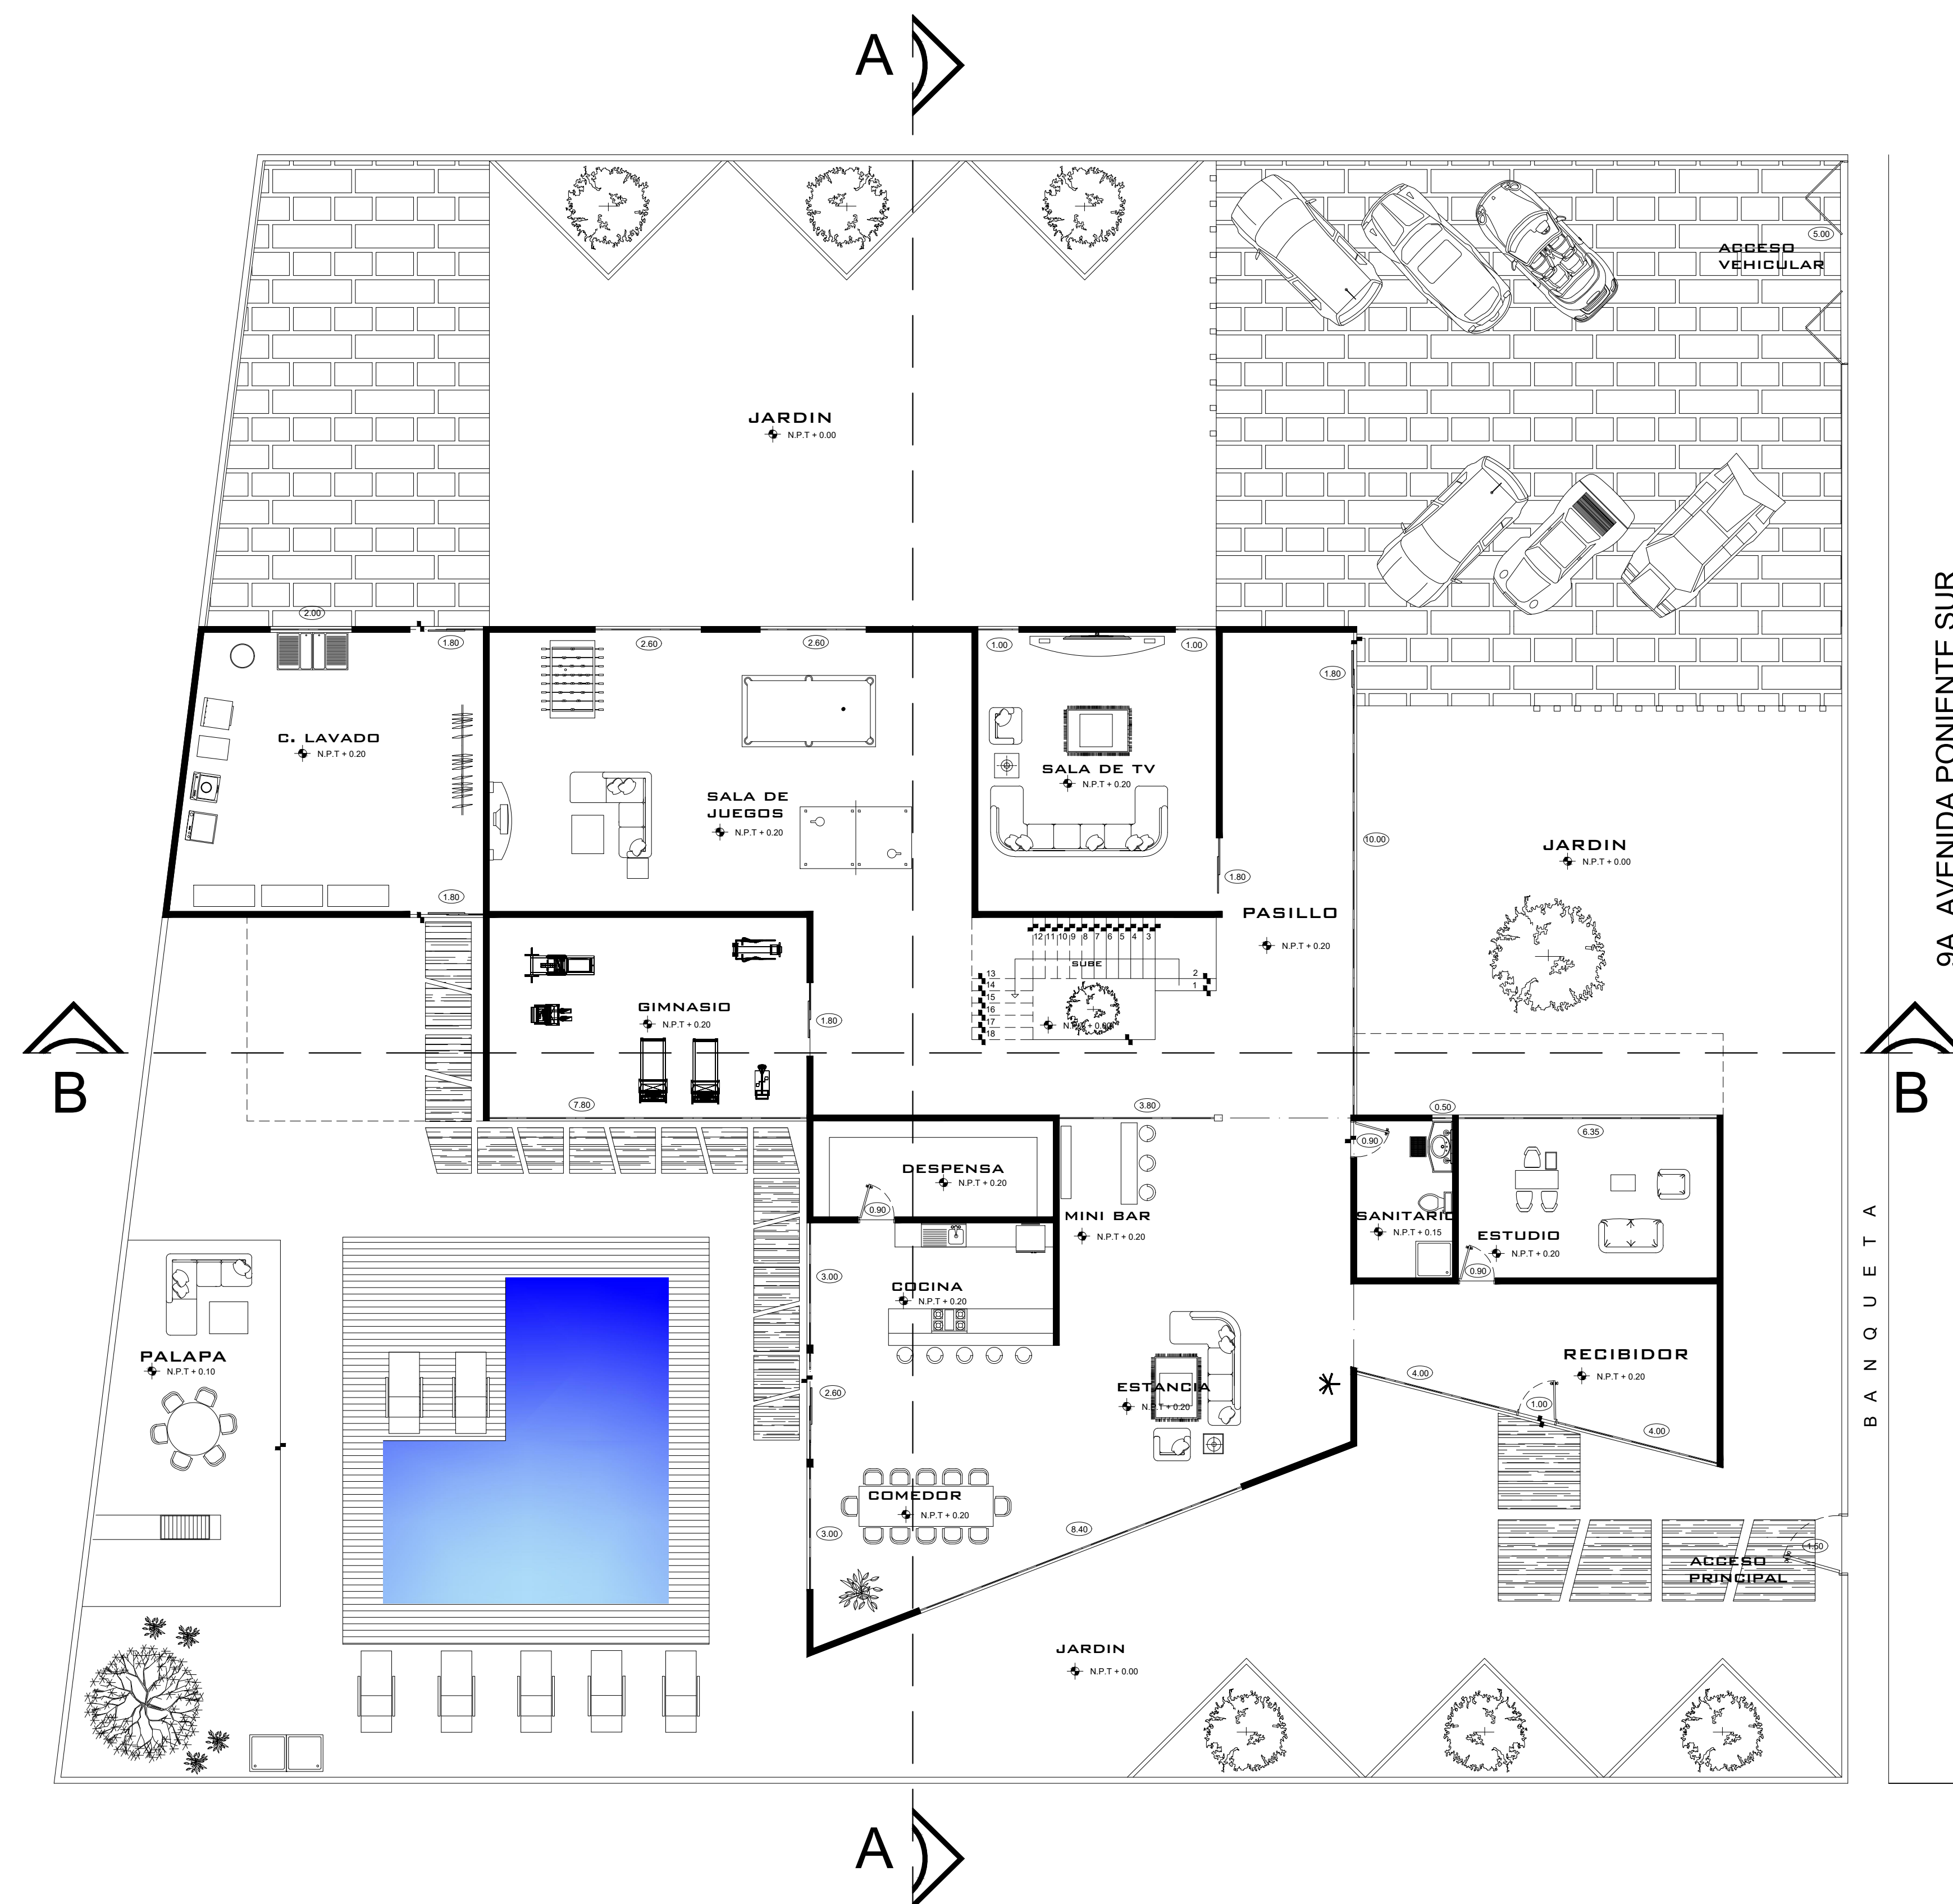 A
ACCESO
VEHICULAR
5.00
JARDIN
N.P.T + 0.00
9A AVENIDA PONIENTE SUR
2.00
1.80
2.60
2.60
1.00
1.00
1.80
C. LAVADO
N.P.T + 0.20
SALA DE
JUEGOS
N.P.T + 0.20
SALA DE TV
N.P.T + 0.20
10.00
JARDIN
N.P.T + 0.00
1.80
1.80
PASILLO
N.P.T + 0.20
12 11 10 9 8 7 6 5 4 3
SUBE
13
14
15
16
17
18
2
1
GIMNASIO
N.P.T + 0.20
1.80
B
B
7.80
3.80
0.50
0.90
6.35
DESPENSA
N.P.T + 0.20
0.90
MINI BAR
N.P.T + 0.20
SANITARIO
N.P.T + 0.15
ESTUDIO
N.P.T + 0.20
0.90
BANQUETA
3.00
COCINA
N.P.T + 0.20
PALAPA
N.P.T + 0.10
RECIBIDOR
N.P.T + 0.20
4.00
2.60
ESTANCIA
N.P.T + 0.20
1.00
4.00
COMEDOR
N.P.T + 0.20
3.00
8.40
1.50
ACCESO
PRINCIPAL
JARDIN
N.P.T + 0.00
A